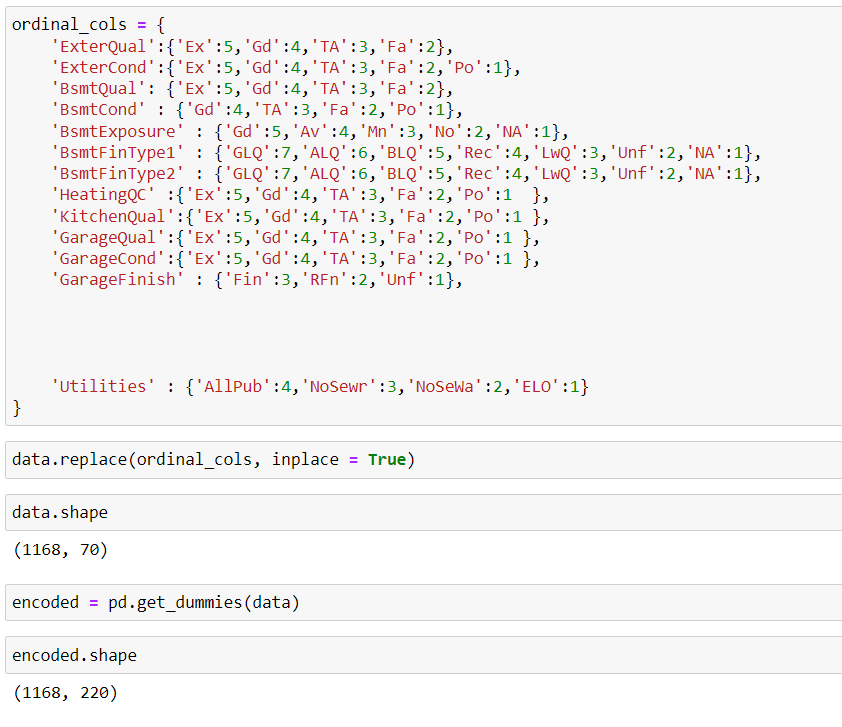 ordinal_cols = {
'ExterQual':{'Ex':5,'Gd':4,'TA':3,'Fa':2},
'ExterCond':{'Ex':5,'Gd':4,'TA':3,'Fa':2,'Po':1},
'BsmtQual': {'Ex':5,'Gd':4,'TA':3,'Fa':2},
'BsmtCond' : {'Gd':4,'TA':3,'Fa':2,'Po':1},
'BsmtExposure' : {'Gd':5,'Av':4,'Mn':3,'No':2,'NA':1},
'BsmtFinType1' : {'GLQ':7,'ALQ':6,'BLQ':5,'Rec':4,'LwQ':3,'Unf':2,'NA':1},
'BsmtFinType2' : {'GLQ':7,'ALQ':6,'BLQ':5,'Rec':4,'LwQ':3,'Unf':2,'NA':1},
'HeatingQC' :{'Ex':5,'Gd':4,'TA':3,'Fa':2,'Po':1  },
'KitchenQual':{'Ex':5,'Gd':4,'TA':3,'Fa':2,'Po':1 },
'GarageQual':{'Ex':5,'Gd':4,'TA':3,'Fa':2,'Po':1 },
'GarageCond':{'Ex':5,'Gd':4,'TA':3,'Fa':2,'Po':1 },
'GarageFinish' : {'Fin':3,'RFn':2,'Unf':1},
'Utilities' : {'AllPub':4,'NoSewr':3,'NoSeWa':2,'ELO':1}
}
data.replace(ordinal_cols, inplace = True)
data.shape
(1168, 70)
encoded = pd.get_dummies(data)
encoded.shape
(1168, 220)